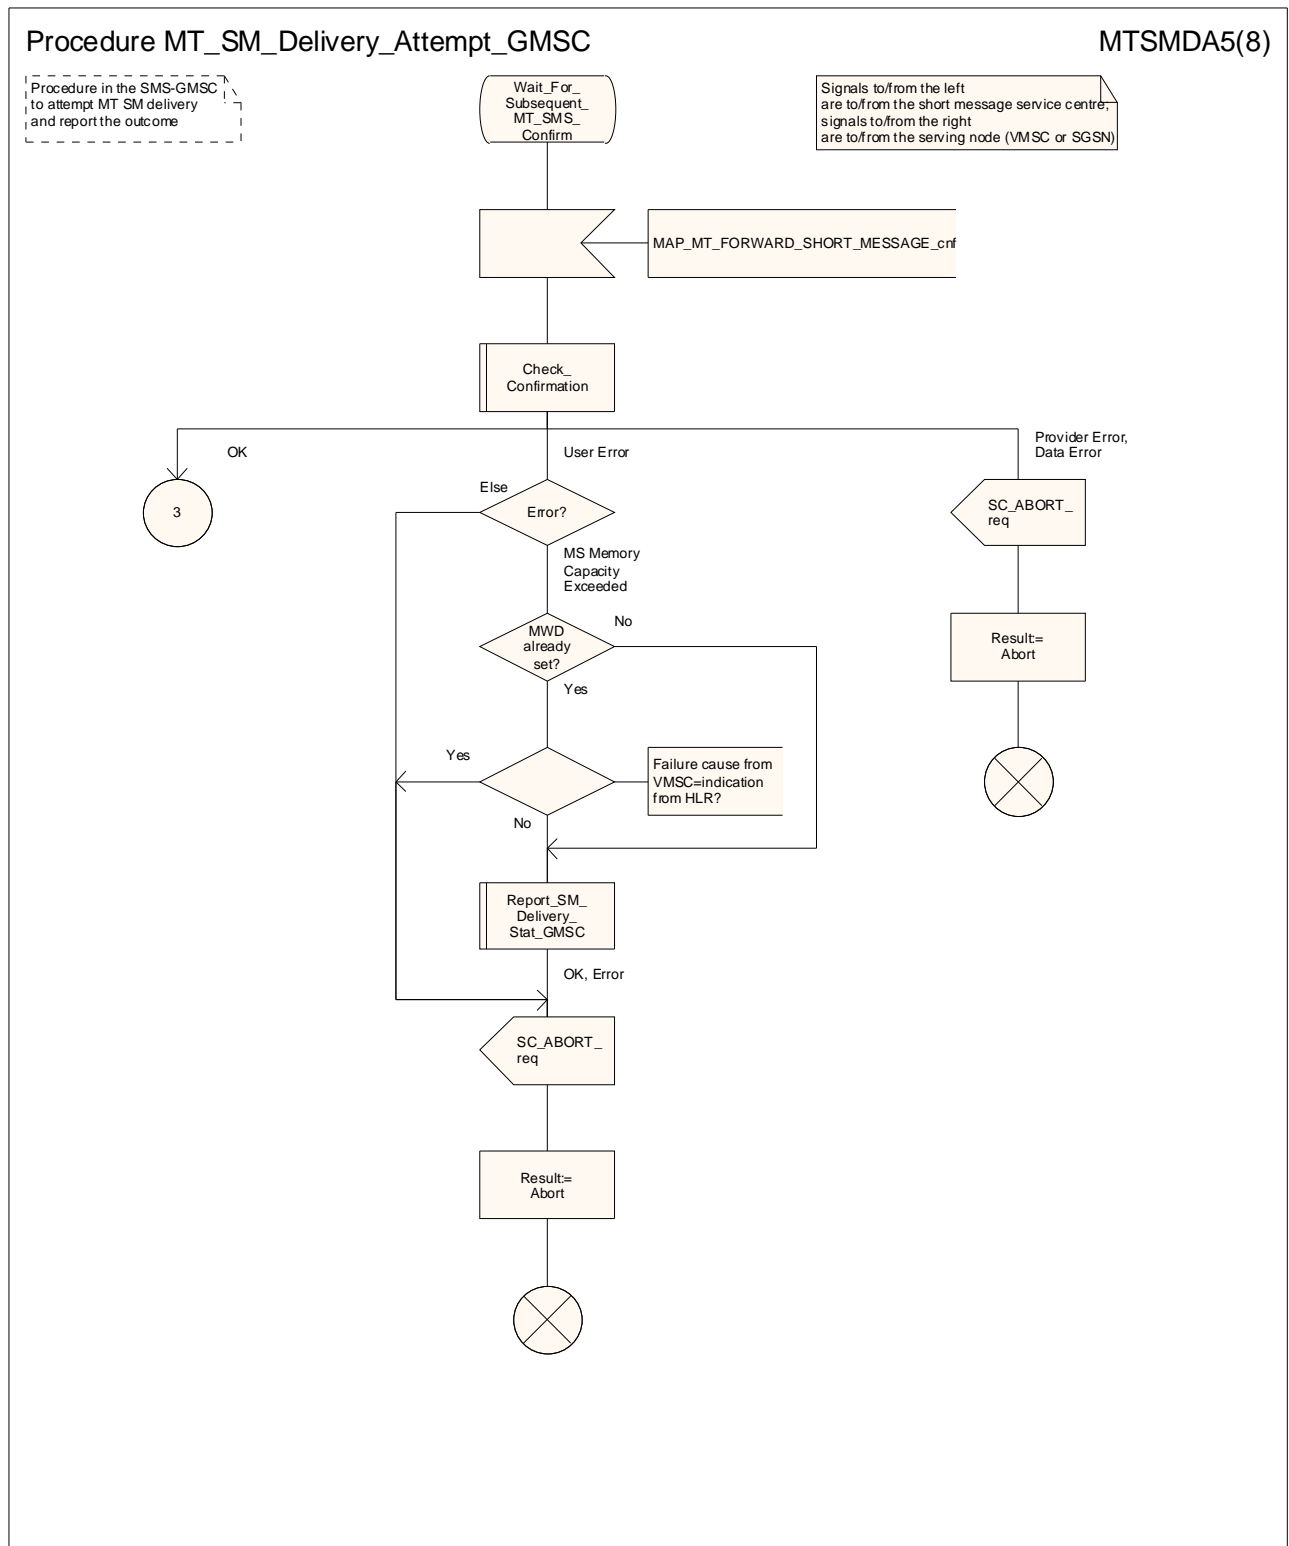 Procedure MT_SM_Delivery_Attempt_GMSC
MTSMDA5(8)
Procedure in the SMS-GMSC
to attempt MT SM delivery
and report the outcome
Wait_For_
Subsequent_
MT_SMS_
Confirm
Signals to/from the left
are to/from the short message service centre;
signals to/from the right
are to/from the serving node (VMSC or SGSN)
MAP_MT_FORWARD_SHORT_MESSAGE_cnf
Check_
Confirmation
OK
User Error
Provider Error,
Data Error
3
Else
Error?
SC_ABORT_
req
MS Memory
Capacity
Exceeded
MWD
already
set?
No
Result:=
Abort
Yes
Yes
Failure cause from
VMSC=indication
from HLR?
No
Report_SM_
Delivery_
Stat_GMSC
OK, Error
SC_ABORT_
req
Result:=
Abort